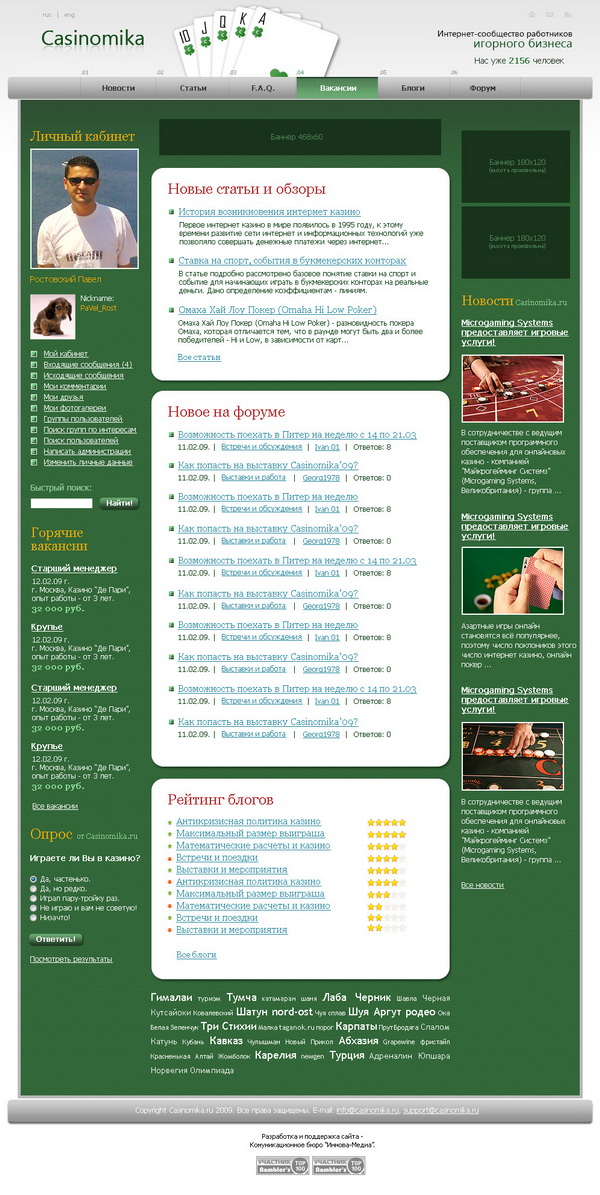 rus | eng
Casinomika
10 J Q K A
Интернет-сообщество работников
игорного бизнеса
Нас уже 2156 человек
.01 .02 .03 .04 .05 .06
Новости Статьи F.A.Q. Вакансии Блоги Форум
Личный кабинет
Ростовский Павел
Nickname:
PaVel_Rost
Мой кабинет
Входящие сообщения (4)
Исходящие сообщения
Мои комментарии
Мои друзья
Мои фотогалереи
Группы пользователей
Поиск групп по интересам
Поиск пользователей
Написать администрации
Изменить личные данные
Быстрый поиск:
Найти!
Горячие
вакансии
Старший менеджер
12.02.09 г.
г. Москва, Казино "Де Пари",
опыт работы - от 3 лет.
32 000 руб.
Крупье
12.02.09 г.
г. Москва, Казино "Де Пари",
опыт работы - от 3 лет.
32 000 руб.
Старший менеджер
12.02.09 г.
г. Москва, Казино "Де Пари",
опыт работы - от 3 лет.
32 000 руб.
Крупье
12.02.09 г.
г. Москва, Казино "Де Пари",
опыт работы - от 3 лет.
32 000 руб.
Все вакансии
Опрос от Casinomika.ru
Играете ли Вы в казино?
Да, частенько.
Да, но редко.
Играл пару-тройку раз.
Не играю и вам не советую!
Низачто!
Ответить!
Посмотреть результаты
Баннер 468x60
Новые статьи и обзоры
История возникновения интернет казино
Первое интернет казино в мире появилось в 1995 году, к этому
времени развитие сети интернет и информационных технологий уже
позволяло совершать денежные платежи через интернет...
Ставка на спорт, события в букмекерских конторах
В статье подробно рассмотрено базовое понятие ставки на спорт и
событие для начинающих играть в букмекерских конторах на реальные
деньги. Дано определение коэффициентам - линиям.
Омаха Хай Лоу Покер (Omaha Hi Low Poker)
Омаха Хай Лоу Покер (Omaha Hi Low Poker) - разновидность покера
Омаха, которая отличается тем, что в раунде могут быть два и более
победителей - Hi и Low, в зависимости от карт...
Все статьи
Новое на форуме
Возможность поехать в Питер на неделю с 14 по 21.03
11.02.09. | Встречи и обсуждения | Ivan 01 | Ответов: 8
Как попасть на выставку Casinomika'09?
11.02.09. | Выставки и работа | Georg1978 | Ответов: 0
Возможность поехать в Питер на неделю
11.02.09. | Встречи и обсуждения | Ivan 01 | Ответов: 8
Как попасть на выставку Casinomika'09?
11.02.09. | Выставки и работа | Georg1978 | Ответов: 0
Возможность поехать в Питер на неделю с 14 по 21.03
11.02.09. | Встречи и обсуждения | Ivan 01 | Ответов: 8
Как попасть на выставку Casinomika'09?
11.02.09. | Выставки и работа | Georg1978 | Ответов: 0
Возможность поехать в Питер на неделю
11.02.09. | Встречи и обсуждения | Ivan 01 | Ответов: 8
Как попасть на выставку Casinomika'09?
11.02.09. | Выставки и работа | Georg1978 | Ответов: 0
Возможность поехать в Питер на неделю с 14 по 21.03
11.02.09. | Встречи и обсуждения | Ivan 01 | Ответов: 8
Как попасть на выставку Casinomika'09?
11.02.09. | Выставки и работа | Georg1978 | Ответов: 0
Рейтинг блогов
Антикризисная политика казино
Максимальный размер выиграша
Математические расчеты и казино
Встречи и поездки
Выставки и мероприятия
Антикризисная политика казино
Максимальный размер выиграша
Математические расчеты и казино
Встречи и поездки
Выставки и мероприятия
Все блоги
Гималаи туризм Тумча катамаран шаня Лаба Черник Шавла Черная
Кутсайоки Ковалевский Шатун nord-ost Чуя сплав Шуя Аргут родео Ока
Белая Зеленчук Три Стихии Малка taganok.ru порог Карпаты ПрутБродяга Слалом
Катунь Кубань Кавказ Чулышман Новый Прикол Абхазия Grapewine фристайл
Красненькая Алтай Жомболок Карелия newgen Турция Адреналин Юпшара
Норвегия Олимпиада
Баннер 180x120
(высота произвольна)
Баннер 180x120
(высота произвольна)
Новости Casinomika.ru
Microgaming Systems
предоставляет игровые
услуги!
В сотрудничестве с ведущим
поставщиком программного
обеспечения для онлайновых
казино - компанией
"Майкрогейминг Системз"
(Microgaming Systems,
Великобритания) - группа ...
Microgaming Systems
предоставляет игровые
услуги!
Азартные игры онлайн
становятся всё популярнее,
поэтому число поклоников этого
число интернет казино, онлайн
покер ...
Microgaming Systems
предоставляет игровые
услуги!
В сотрудничестве с ведущим
поставщиком программного
обеспечения для онлайновых
казино - компанией
"Майкрогейминг Системз"
(Microgaming Systems,
Великобритания) - группа ...
Все новости
Copyright Casinomika.ru 2009. Все права защищены. E-mail: info@casinomika.ru, support@casinomika.ru
Разработка и поддержка сайта -
Комуникационное бюро "Иннова-Медиа".
УЧАСТНИК Rambler's TOP 100 УЧАСТНИК Rambler's TOP 100